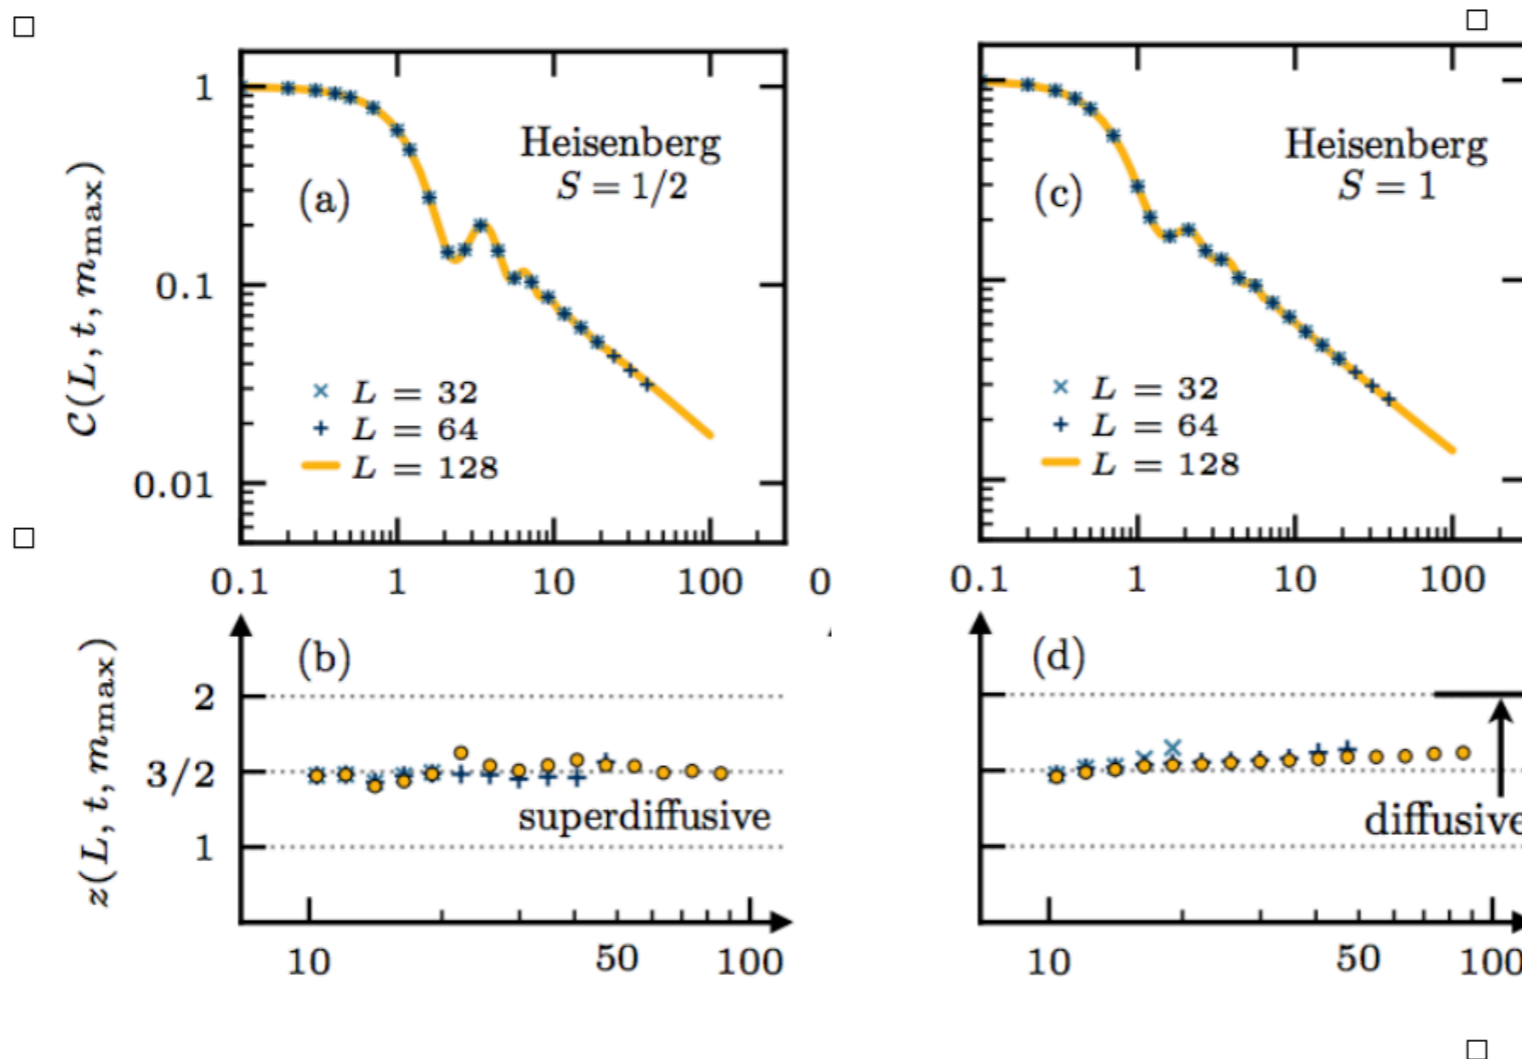 C(L, t, m_max)
1
0.1
0.01
(a)
Heisenberg
S = 1/2
× L = 32
+ L = 64
L = 128
0.1 1 10 100
0
(c)
Heisenberg
S = 1
× L = 32
+ L = 64
L = 128
0.1 1 10 100
z(L, t, m_max)
2
3/2
1
(b)
superdiffusive
10 50 100
(d)
diffusive
10 50 100